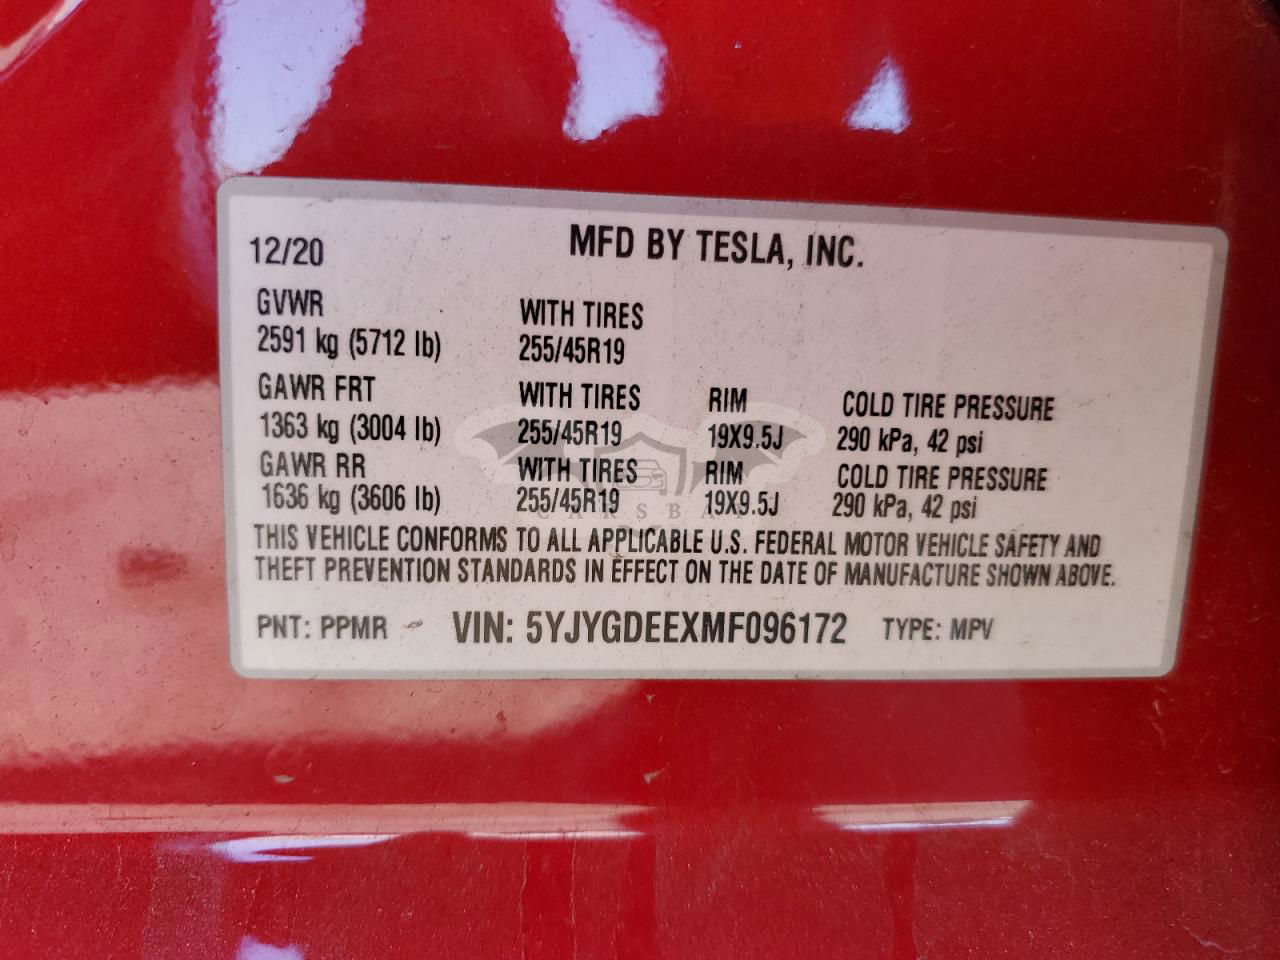 12/20 MFD BY TESLA, INC.
GVWR WITH TIRES
2591 kg (5712 lb) 255/45R19
GAWR FRT WITH TIRES RIM COLD TIRE PRESSURE
1363 kg (3004 lb) 255/45R19 19X9.5J 290 kPa, 42 psi
GAWR RR WITH TIRES RIM COLD TIRE PRESSURE
1636 kg (3606 lb) 255/45R19 19X9.5J 290 kPa, 42 psi
THIS VEHICLE CONFORMS TO ALL APPLICABLE U.S. FEDERAL MOTOR VEHICLE SAFETY AND
THEFT PREVENTION STANDARDS IN EFFECT ON THE DATE OF MANUFACTURE SHOWN ABOVE.
PNT: PPMR VIN: 5YJYGDEEXMF096172 TYPE: MPV